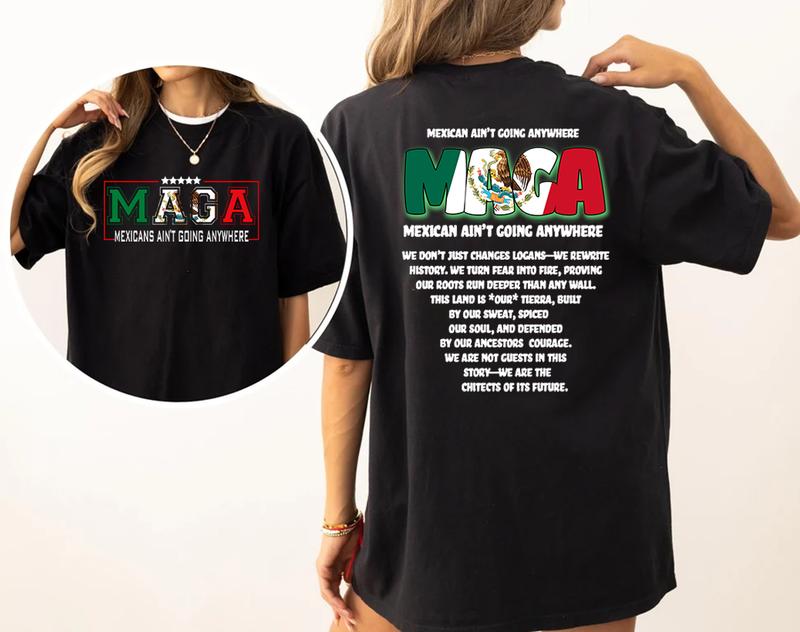 MAGA
MEXICANS AIN'T GOING ANYWHERE
MEXICAN AIN'T GOING ANYWHERE
MAGA
MEXICAN AIN'T GOING ANYWHERE
WE DON'T JUST CHANGES LOGANS—WE REWRITE
HISTORY. WE TURN FEAR INTO FIRE, PROVING
OUR ROOTS RUN DEEPER THAN ANY WALL.
THIS LAND IS *OUR* TIERRA, BUILT
BY OUR SWEAT, SPICED
OUR SOUL, AND DEFENDED
BY OUR ANCESTORS COURAGE.
WE ARE NOT GUESTS IN THIS
STORY—WE ARE THE
CHITECTS OF ITS FUTURE.